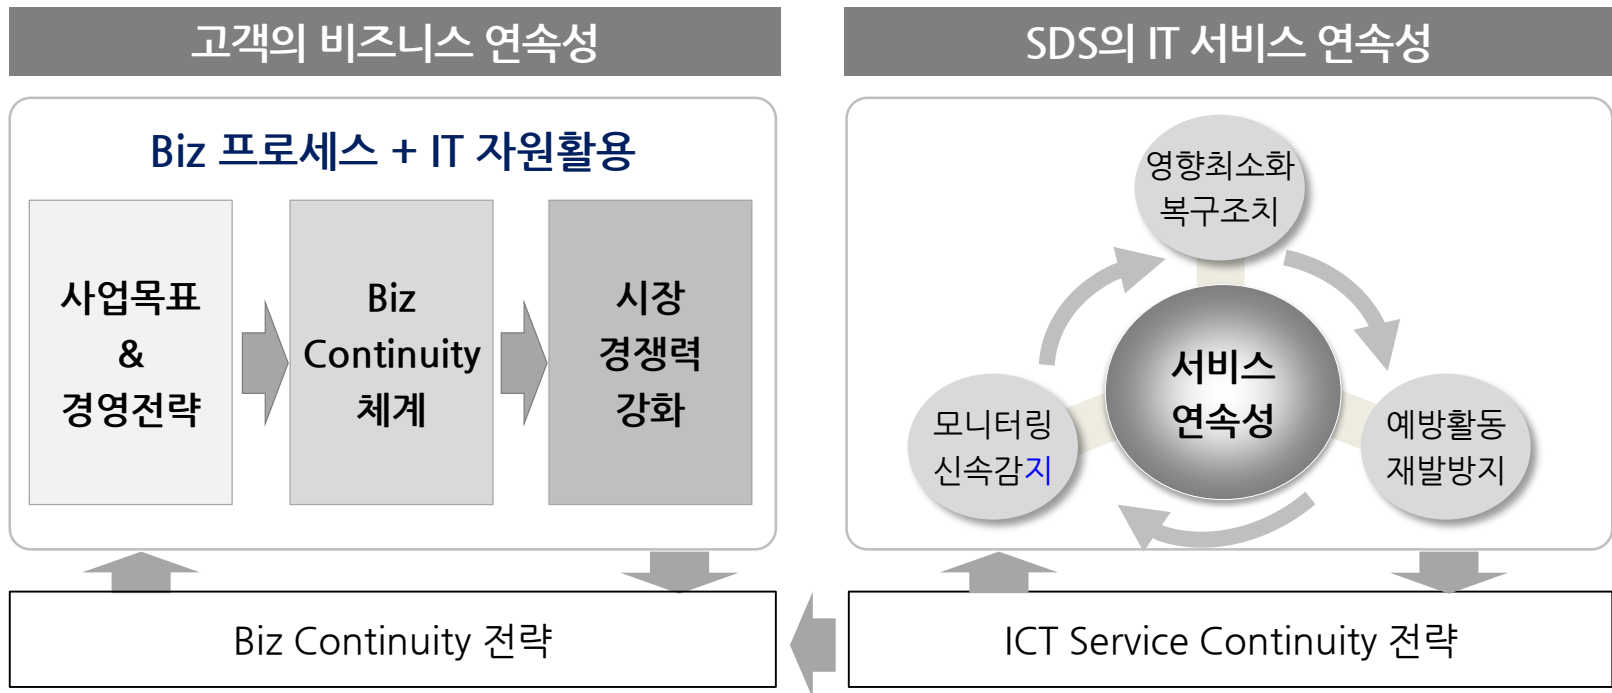 고객의 비즈니스 연속성
Biz 프로세스 + IT 자원활용
사업목표
&
경영전략
Biz
Continuity
체계
시장
경쟁력
강화
Biz Continuity 전략
SDS의 IT 서비스 연속성
영향최소화
복구조치
서비스
연속성
모니터링
신속감지
예방활동
재발방지
ICT Service Continuity 전략